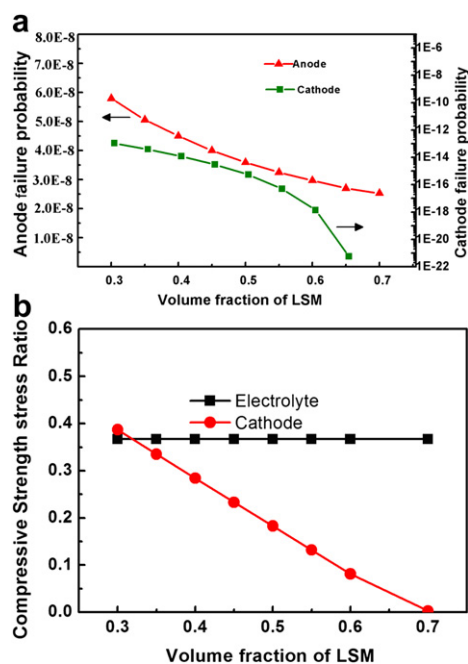 a
8.0E-8
7.0E-8
6.0E-8
5.0E-8
4.0E-8
3.0E-8
2.0E-8
1.0E-8
Anode failure probability
Anode
Cathode
1E-6
1E-8
1E-10
1E-12
1E-14
1E-16
1E-18
1E-20
1E-22
Cathode failure probability
0.3 0.4 0.5 0.6 0.7
Volume fraction of LSM
b
0.6
0.5
0.4
0.3
0.2
0.1
0.0
Compressive Strength stress Ratio
Electrolyte
Cathode
0.3 0.4 0.5 0.6 0.7
Volume fraction of LSM